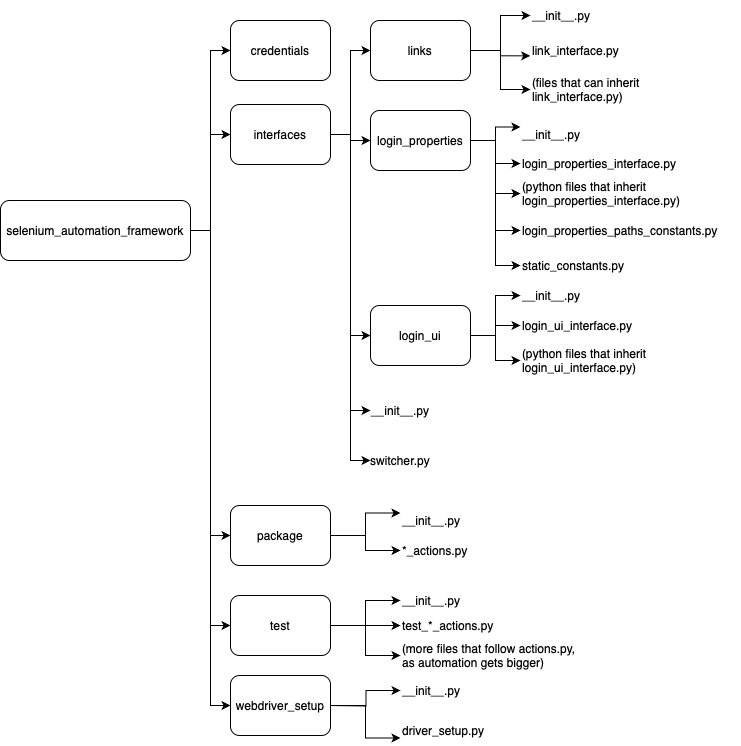 __init__.py
credentials
links
link_interface.py
(files that can inherit
link_interface.py)
interfaces
login_properties
__init__.py
login_properties_interface.py
(python files that inherit
login_properties_interface.py)
selenium_automation_framework
login_properties_paths_constants.py
static_constants.py
__init__.py
login_ui
login_ui_interface.py
(python files that inherit
login_ui_interface.py)
__init__.py
switcher.py
package
__init__.py
*_actions.py
test
__init__.py
test_*_actions.py
(more files that follow actions.py,
as automation gets bigger)
webdriver_setup
__init__.py
driver_setup.py